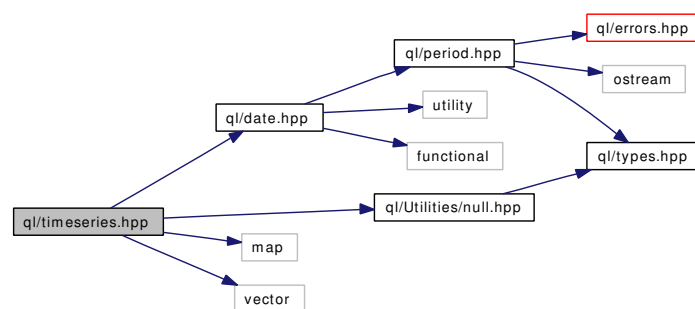 ql/errors.hpp
ql/period.hpp
ostream
utility
ql/date.hpp
functional
ql/types.hpp
ql/Utilities/null.hpp
ql/timeseries.hpp
map
vector